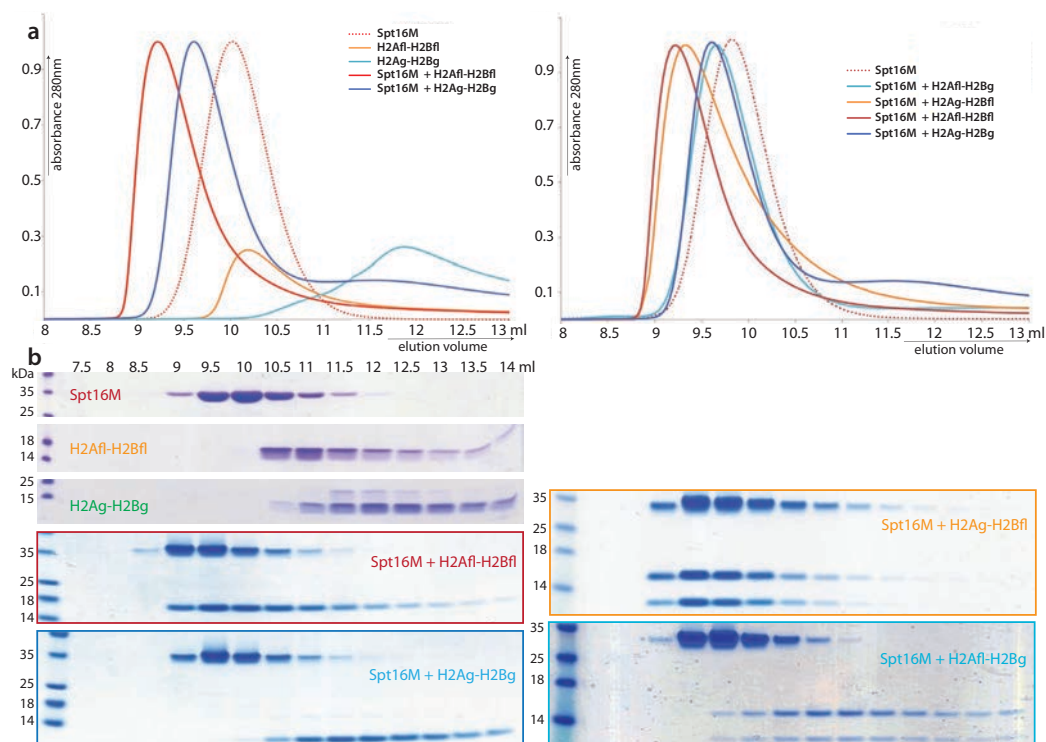 a
absorbance 280nm
0.9
0.7
0.5
0.3
0.1
Spt16M
H2Afl-H2Bfl
H2Ag-H2Bg
Spt16M + H2Afl-H2Bfl
Spt16M + H2Ag-H2Bg
8 8.5 9 9.5 10 10.5 11 11.5 12 12.5 13 ml
elution volume
absorbance 280nm
0.9
0.7
0.5
0.3
0.1
Spt16M
Spt16M + H2Afl-H2Bg
Spt16M + H2Ag-H2Bfl
Spt16M + H2Afl-H2Bfl
Spt16M + H2Ag-H2Bg
8 8.5 9 9.5 10 10.5 11 11.5 12 12.5 13 ml
elution volume
b
kDa 7.5 8 8.5 9 9.5 10 10.5 11 11.5 12 12.5 13 13.5 14 ml
35
25
Spt16M
18
14
H2Afl-H2Bfl
25
15
H2Ag-H2Bg
35
25
18
14
Spt16M + H2Afl-H2Bfl
35
25
18
14
Spt16M + H2Ag-H2Bg
35
25
18
14
Spt16M + H2Ag-H2Bfl
35
25
18
14
Spt16M + H2Afl-H2Bg